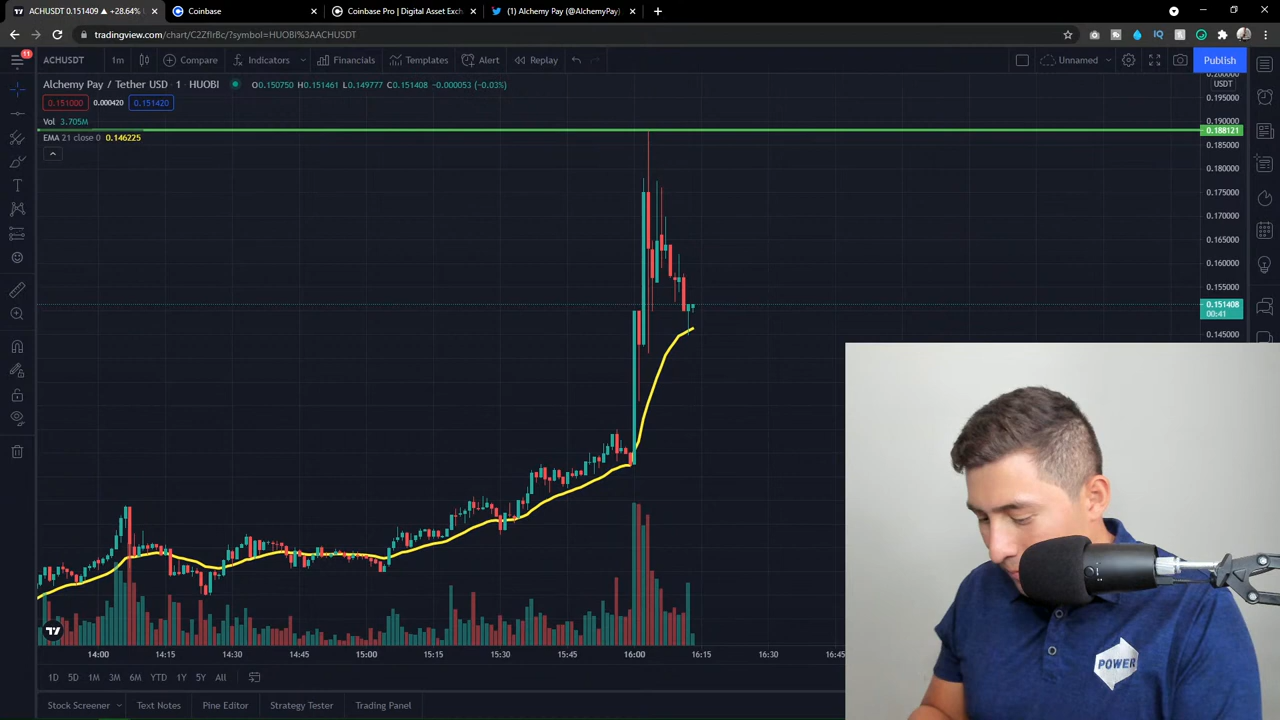 ACHUSDT 0.151409 ▲ +28.64%
Coinbase
Coinbase Pro | Digital Asset Exch
(1) Alchemy Pay (@AlchemyPay)
tradingview.com/chart/C2ZfIrBc/?symbol=HUOBI%3AACHUSDT
11
ACHUSDT 1m Compare Indicators Financials Templates Alert Replay Unnamed Publish
Alchemy Pay / Tether USD · 1 · HUOBI O0.150750 H0.151461 L0.149777 C0.151408 -0.000053 (-0.03%)
0.151000 0.000420 0.151420
Vol 3.705M
EMA 21 close 0 0.146225
0.200000
USDT
0.195000
0.190000
0.188121
0.185000
0.180000
0.175000
0.170000
0.165000
0.160000
0.155000
0.151408
00:41
0.145000
POWER
14:00 14:15 14:30 14:45 15:00 15:15 15:30 15:45 16:00 16:15 16:30 16:45
1D 5D 1M 3M 6M YTD 1Y 5Y All
Stock Screener Text Notes Pine Editor Strategy Tester Trading Panel